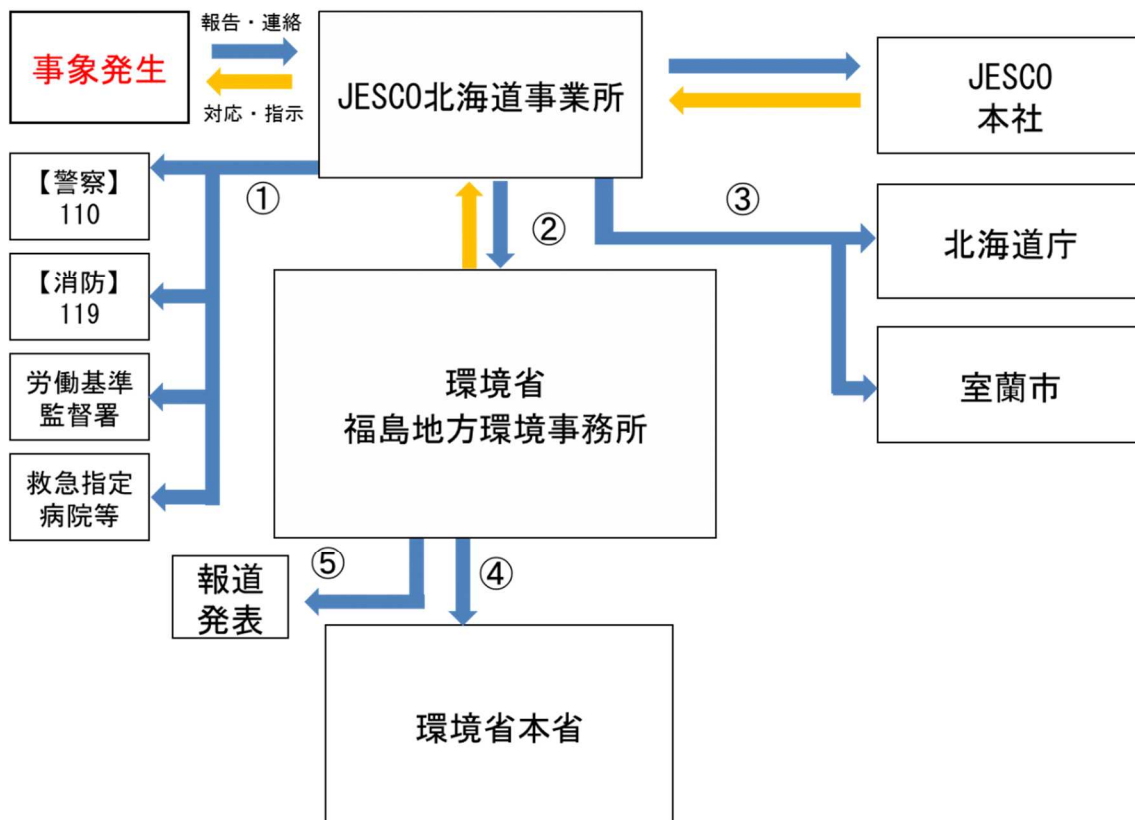 報告・連絡
事象発生
対応・指示
JESCO北海道事業所
JESCO
本社
【警察】
110
①
②
③
北海道庁
【消防】
119
労働基準
監督署
環境省
福島地方環境事務所
室蘭市
救急指定
病院等
⑤
④
報道
発表
環境省本省